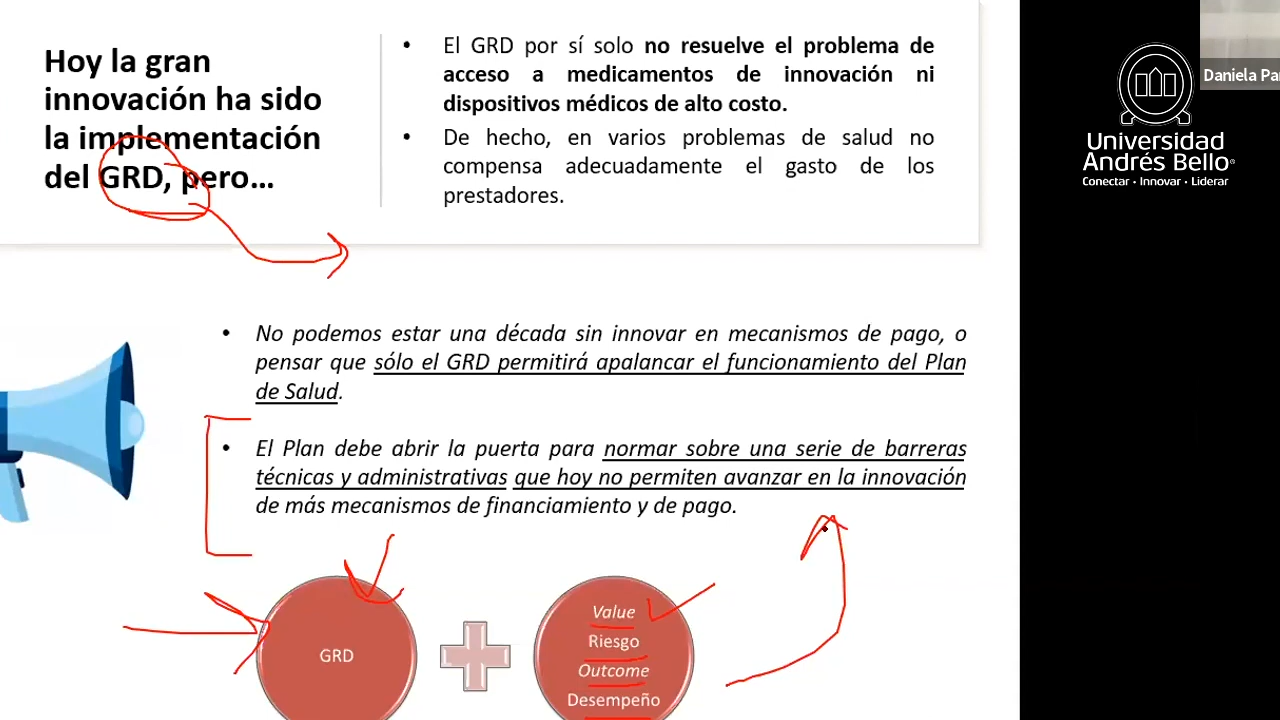 Hoy la gran
innovación ha sido
la implementación
del GRD, pero...
• El GRD por sí solo no resuelve el problema de
acceso a medicamentos de innovación ni
dispositivos médicos de alto costo.
• De hecho, en varios problemas de salud no
compensa adecuadamente el gasto de los
prestadores.
• No podemos estar una década sin innovar en mecanismos de pago, o
pensar que sólo el GRD permitirá apalancar el funcionamiento del Plan
de Salud.
• El Plan debe abrir la puerta para normar sobre una serie de barreras
técnicas y administrativas que hoy no permiten avanzar en la innovación
de más mecanismos de financiamiento y de pago.
GRD
Value
Riesgo
Outcome
Desempeño
Daniela
Universidad
Andrés Bello®
Conectar · Innovar · Liderar